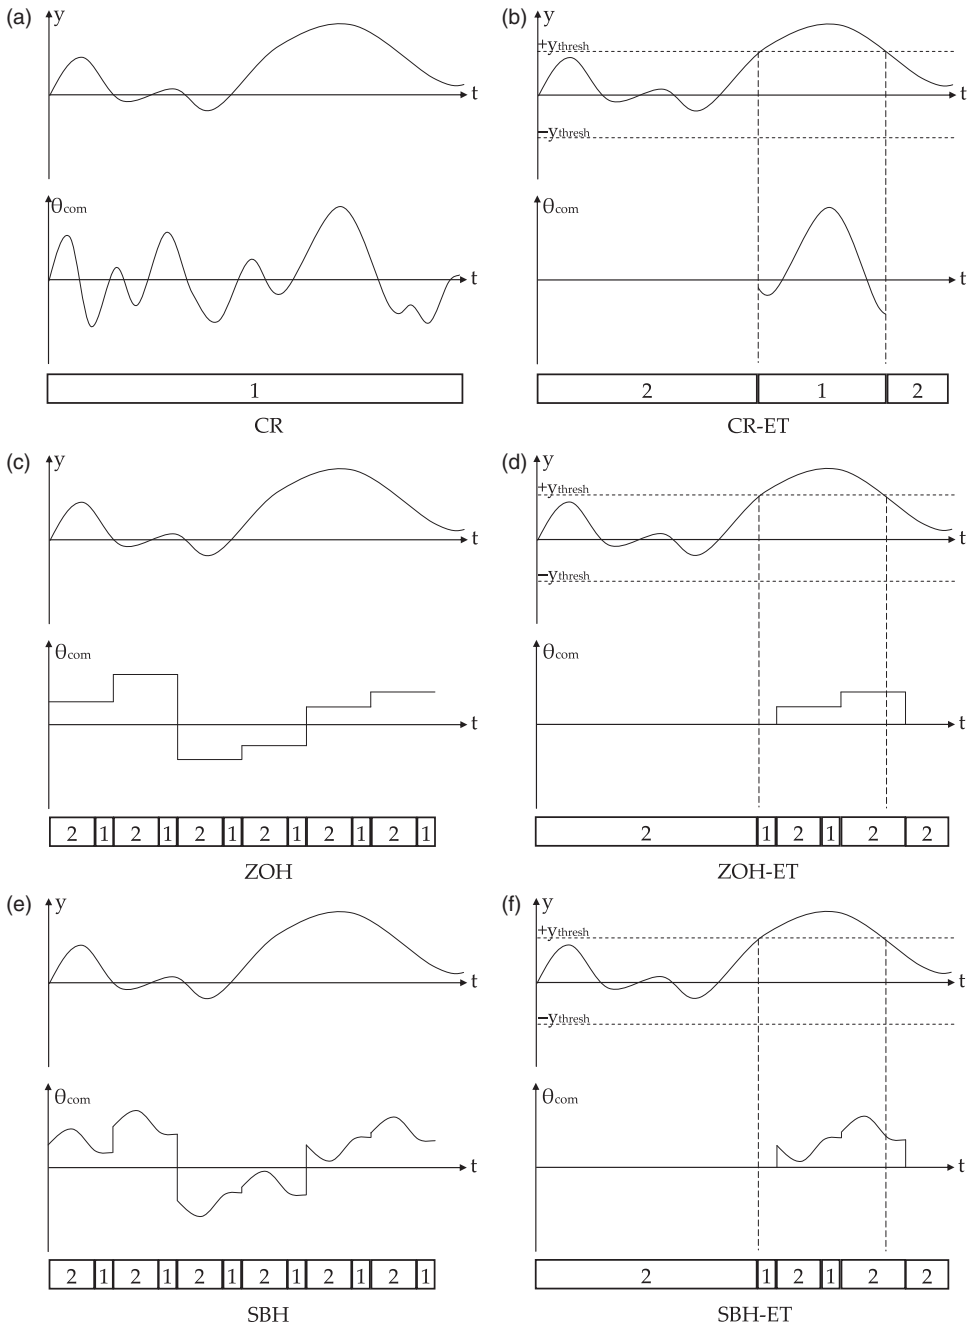 (a)
y
t
θcom
t
1
CR
(b)
y
+ythresh
t
−ythresh
θcom
t
2 1 2
CR-ET
(c)
y
t
θcom
t
2 1 2 1 2 1 2 1 2 1 2 1
ZOH
(d)
y
+ythresh
t
−ythresh
θcom
t
2 1 2 1 2 2
ZOH-ET
(e)
y
t
θcom
t
2 1 2 1 2 1 2 1 2 1 2 1
SBH
(f)
y
+ythresh
t
−ythresh
θcom
t
2 1 2 1 2 2
SBH-ET